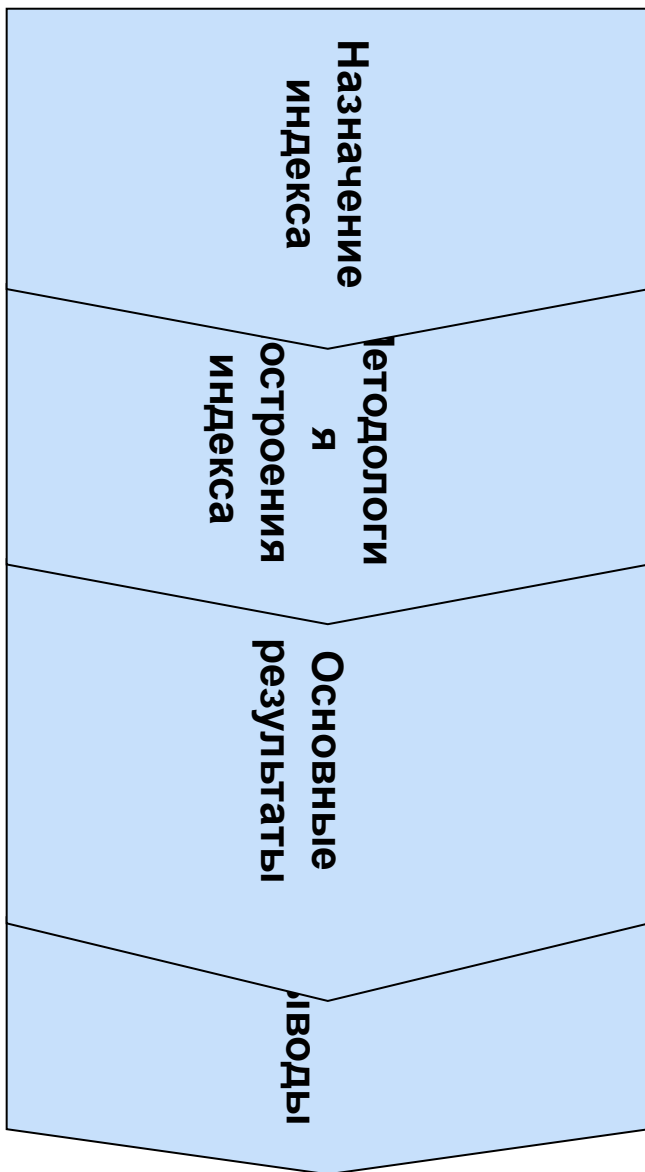 Назначение
индекса
етодологи
я
остроения
индекса
Основные
результаты
ыводы